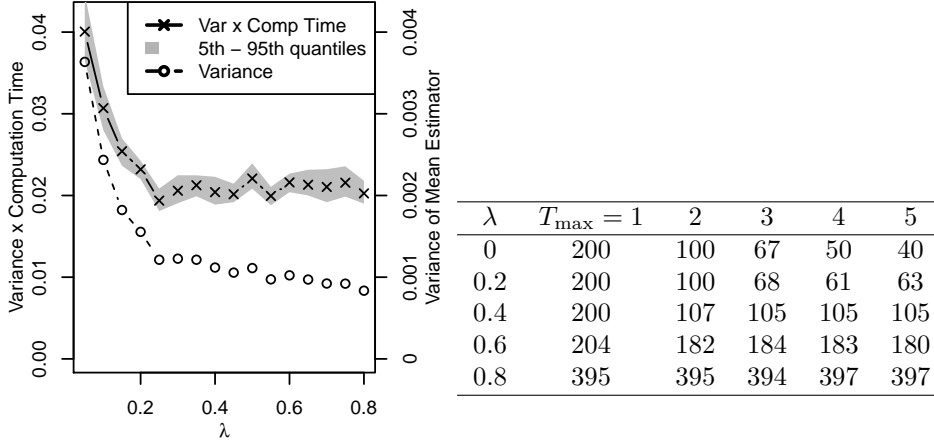 Var x Comp Time
5th − 95th quantiles
Variance
Variance x Computation Time
0.00 0.01 0.02 0.03 0.04
0.2 0.4 0.6 0.8
λ
0 0.001 0.002 0.003 0.004
Variance of Mean Estimator
λ Tmax = 1 2 3 4 5
0 200 100 67 50 40
0.2 200 100 68 61 63
0.4 200 107 105 105 105
0.6 204 182 184 183 180
0.8 395 395 394 397 397